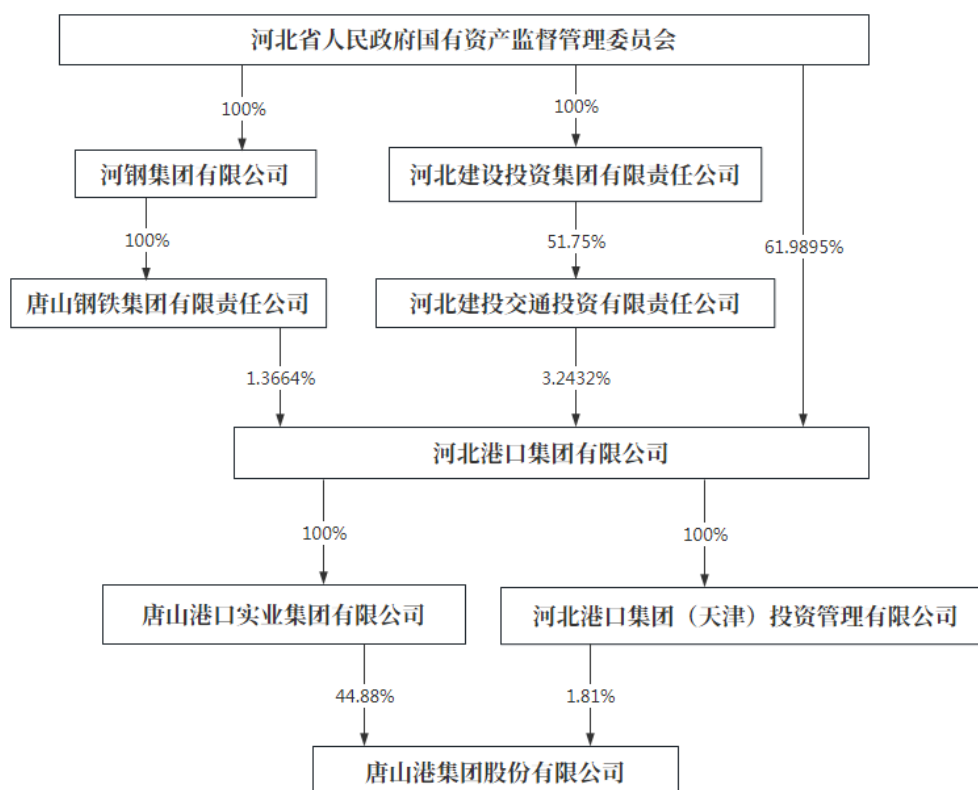 河北省人民政府国有资产监督管理委员会
100%
100%
河钢集团有限公司
河北建设投资集团有限责任公司
100%
51.75%
61.9895%
唐山钢铁集团有限责任公司
河北建投交通投资有限责任公司
1.3664%
3.2432%
河北港口集团有限公司
100%
100%
唐山港口实业集团有限公司
河北港口集团（天津）投资管理有限公司
44.88%
1.81%
唐山港集团股份有限公司